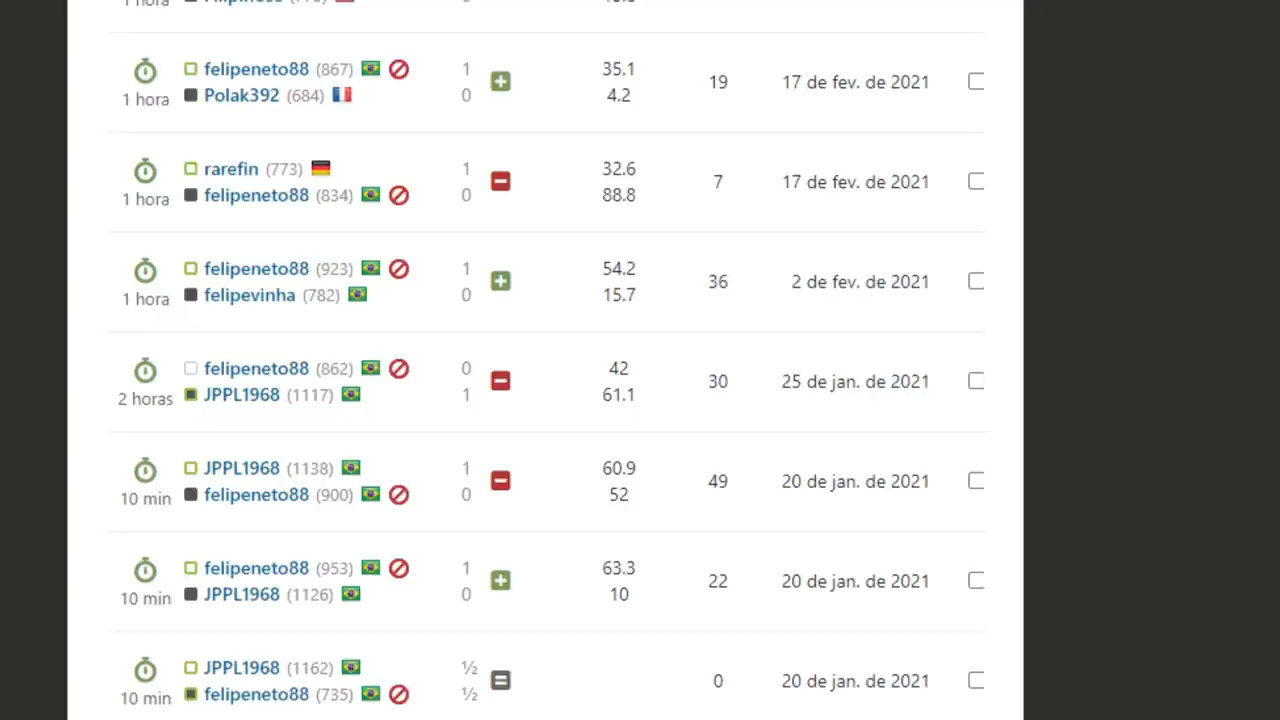 1 hora
felipeneto88 (867) 1 35.1 19 17 de fev. de 2021
1 hora Polak392 (684) 0 4.2
rarefin (773) 1 32.6 7 17 de fev. de 2021
1 hora felipeneto88 (834) 0 88.8
felipeneto88 (923) 1 54.2 36 2 de fev. de 2021
1 hora felipevinha (782) 0 15.7
felipeneto88 (862) 0 42 30 25 de jan. de 2021
2 horas JPPL1968 (1117) 1 61.1
JPPL1968 (1138) 1 60.9 49 20 de jan. de 2021
10 min felipeneto88 (900) 0 52
felipeneto88 (953) 1 63.3 22 20 de jan. de 2021
10 min JPPL1968 (1126) 0 10
JPPL1968 (1162) ½ 0 20 de jan. de 2021
10 min felipeneto88 (735) ½